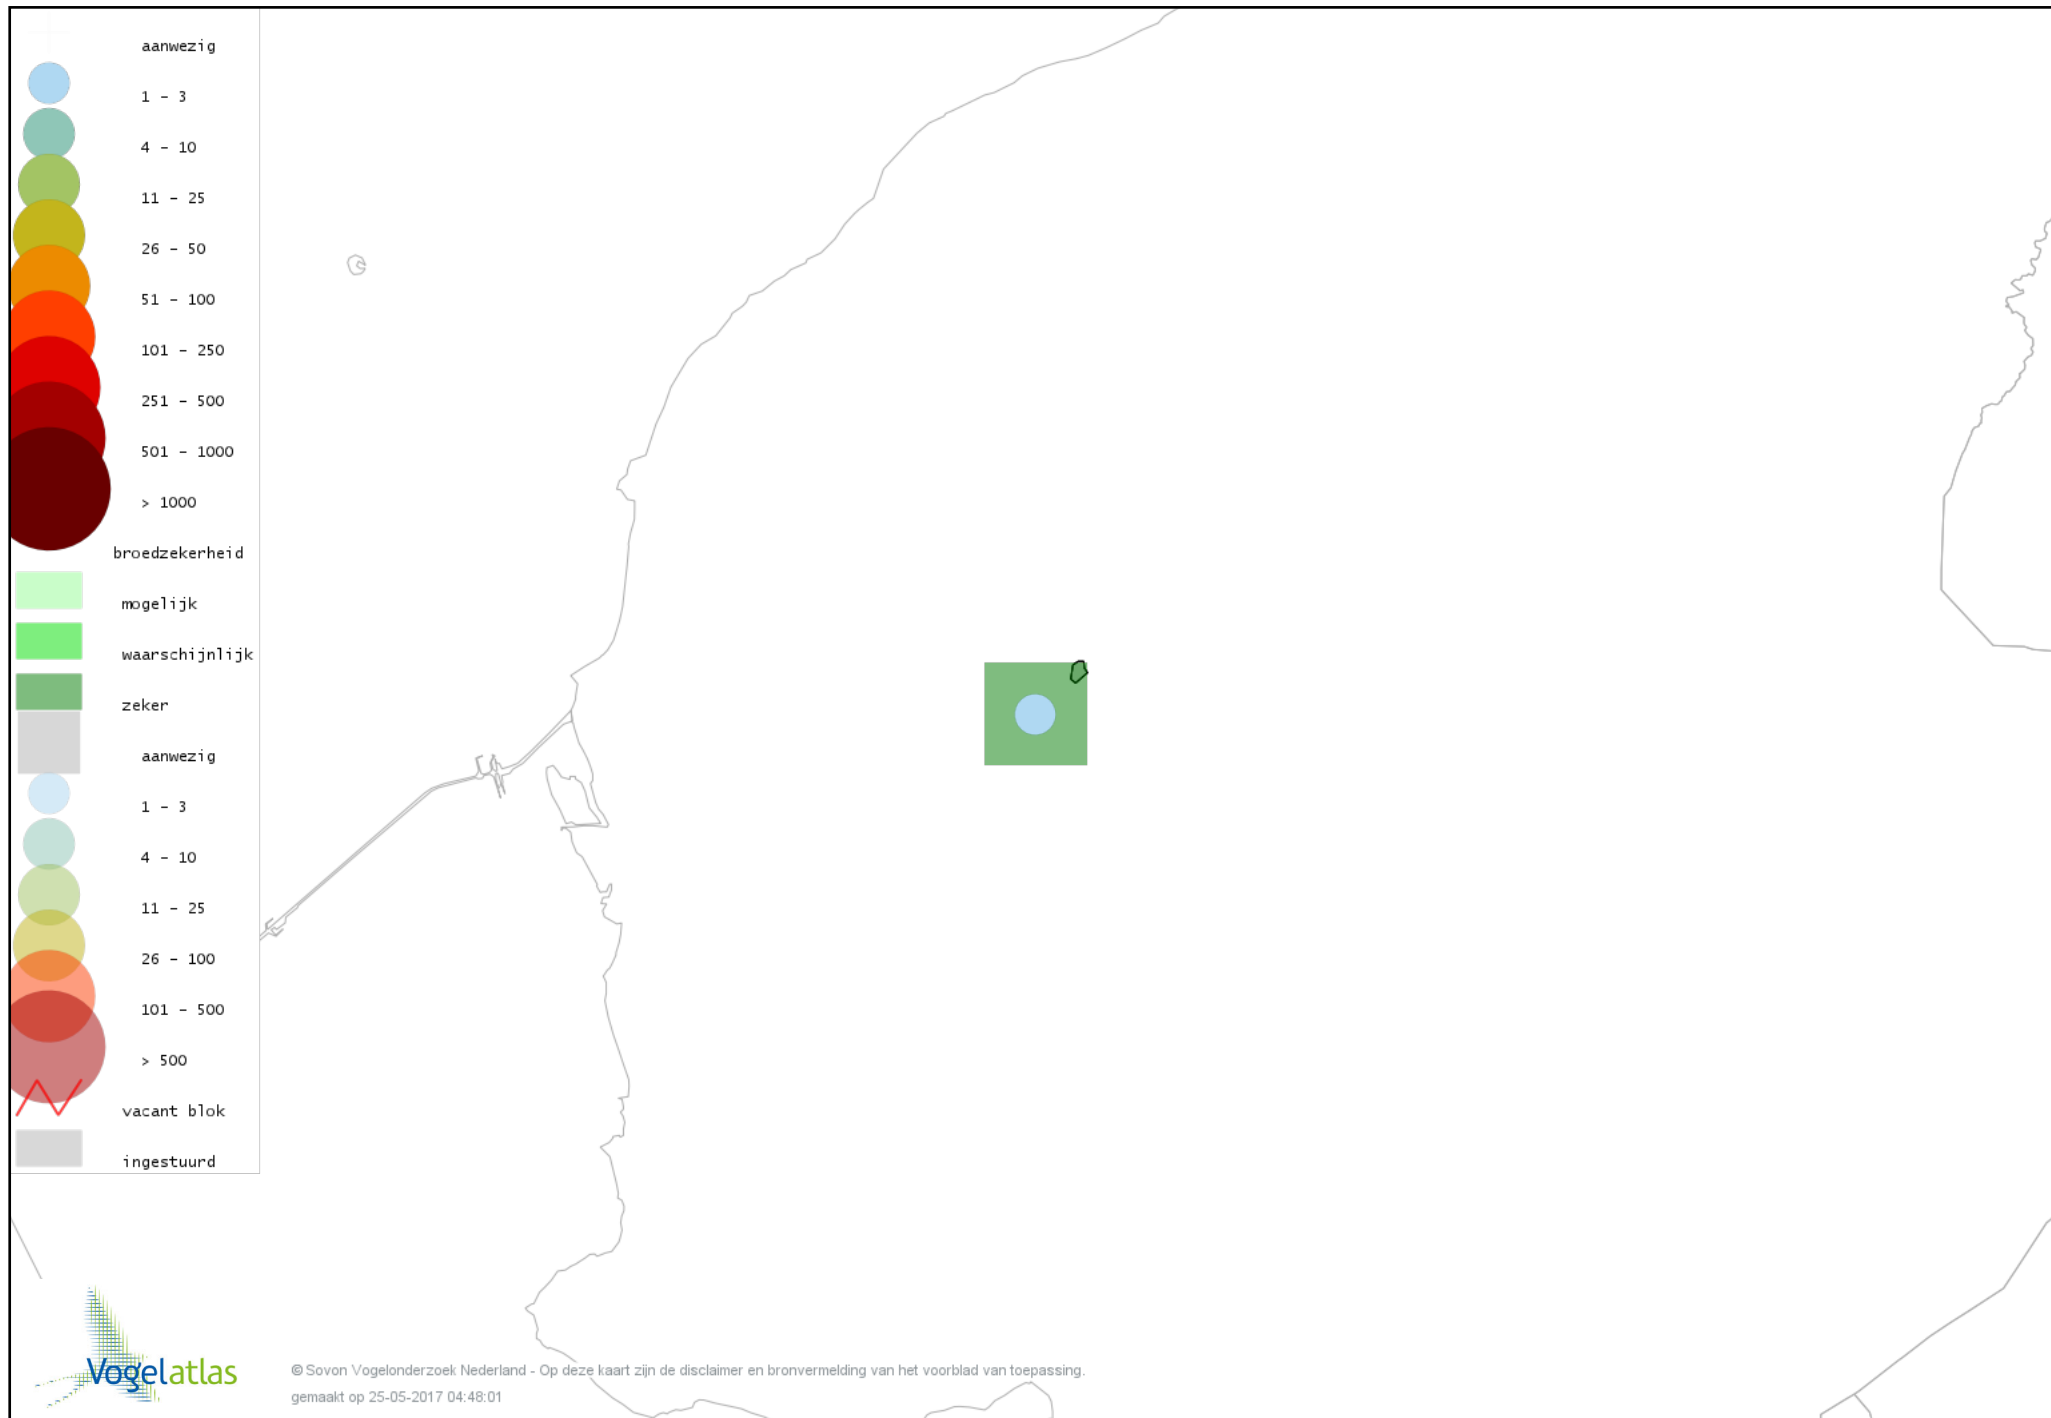 aanwezig
1 - 3
4 - 10
11 - 25
26 - 50
51 - 100
101 - 250
251 - 500
501 - 1000
> 1000
broedzekerheid
mogelijk
waarschijnlijk
zeker
aanwezig
1 - 3
4 - 10
11 - 25
26 - 100
101 - 500
> 500
vacant blok
ingestuurd
Vogelatlas
© Sovon Vogelonderzoek Nederland - Op deze kaart zijn de disclaimer en bronvermelding van het voorblad van toepassing.
gemaakt op 25-05-2017 04:48:01